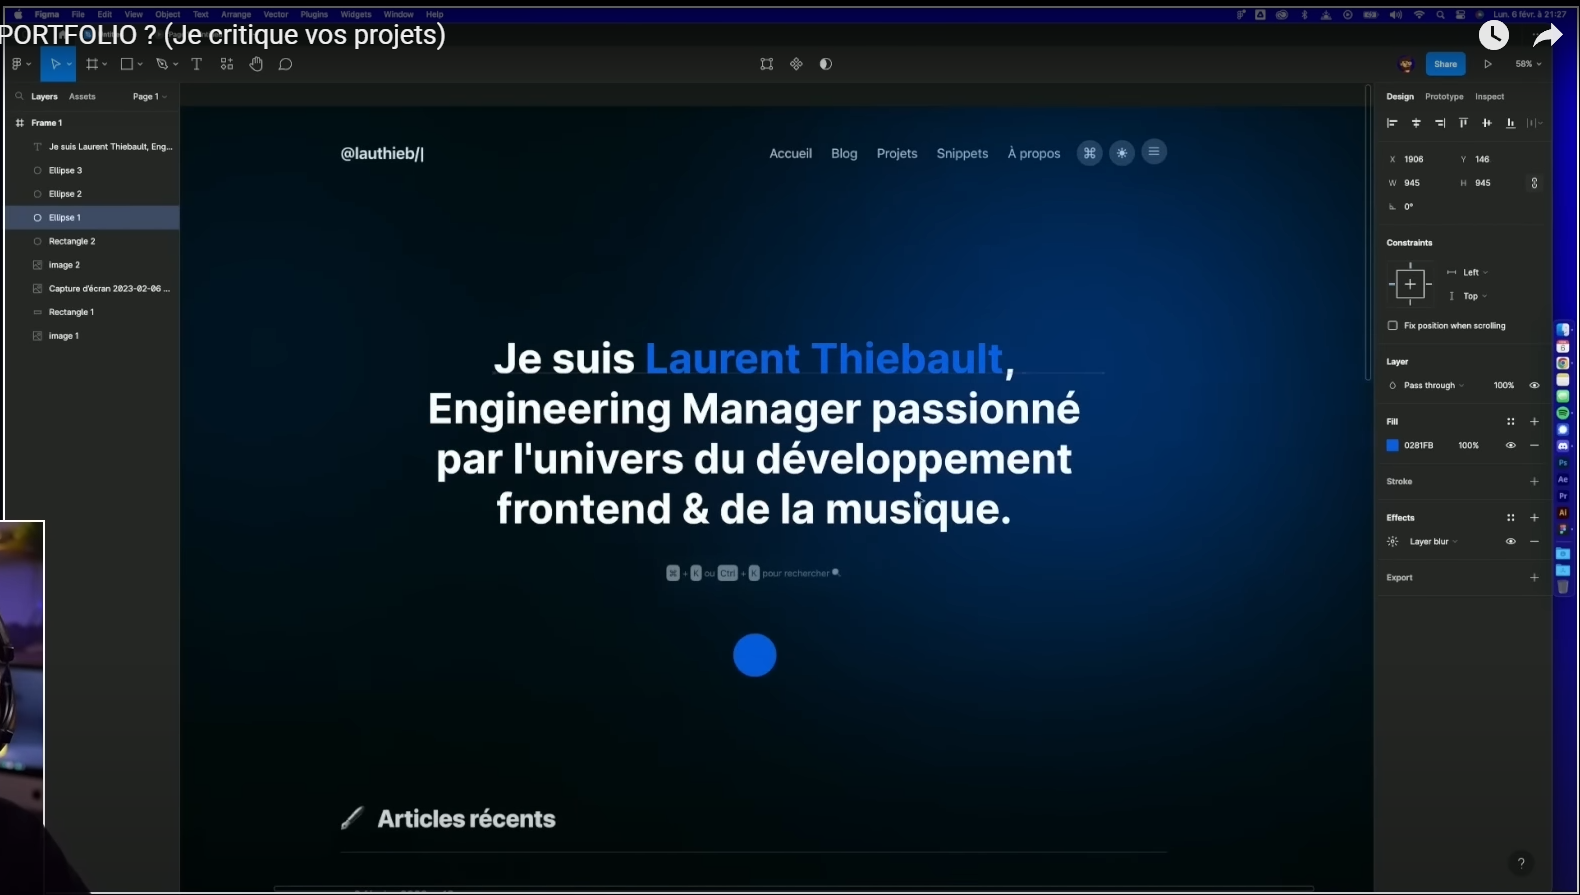 Figma File Edit View Object Text Arrange Vector Plugins Widgets Window Help
Lun. 6 févr. à 21:27
PORTFOLIO ? (Je critique vos projets)
Share
58%
Layers Assets Page 1
Design Prototype Inspect
Frame 1
Je suis Laurent Thiebault, Eng...
Ellipse 3
Ellipse 2
Ellipse 1
Rectangle 2
image 2
Capture d'écran 2023-02-06 ...
Rectangle 1
image 1
@lauthieb/|
Accueil Blog Projets Snippets À propos
Je suis Laurent Thiebault,
Engineering Manager passionné
par l'univers du développement
frontend & de la musique.
⌘ + K ou Ctrl + K pour rechercher
Articles récents
X 1906 Y 146
W 945 H 945
0°
Constraints
Left
Top
Fix position when scrolling
Layer
Pass through 100%
Fill
0281FB 100%
Stroke
Effects
Layer blur
Export
Ps
Ae
Pr
Ai
?